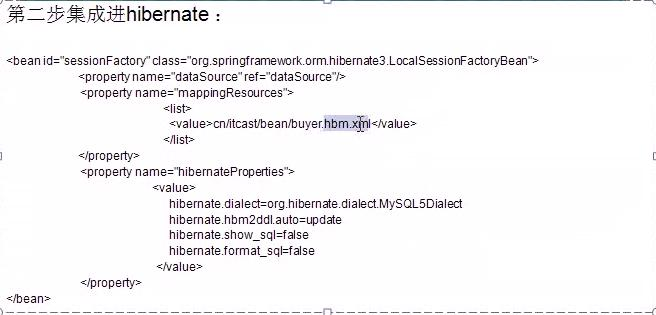 第二步集成进hibernate：
<bean id="sessionFactory" class="org.springframework.orm.hibernate3.LocalSessionFactoryBean">
<property name="dataSource" ref="dataSource"/>
<property name="mappingResources">
<list>
<value>cn/itcast/bean/buyer.hbm.xml</value>
</list>
</property>
<property name="hibernateProperties">
<value>
hibernate.dialect=org.hibernate.dialect.MySQL5Dialect
hibernate.hbm2ddl.auto=update
hibernate.show_sql=false
hibernate.format_sql=false
</value>
</property>
</bean>